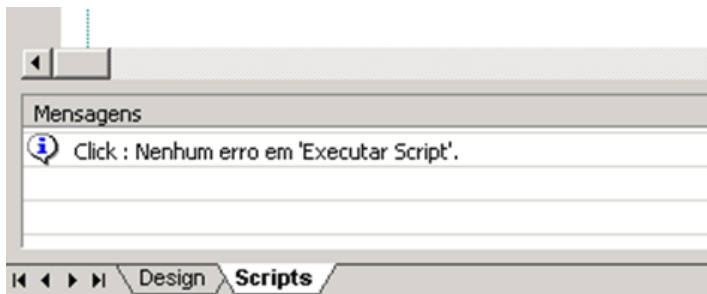 Mensagens
Click : Nenhum erro em 'Executar Script'.
Design Scripts